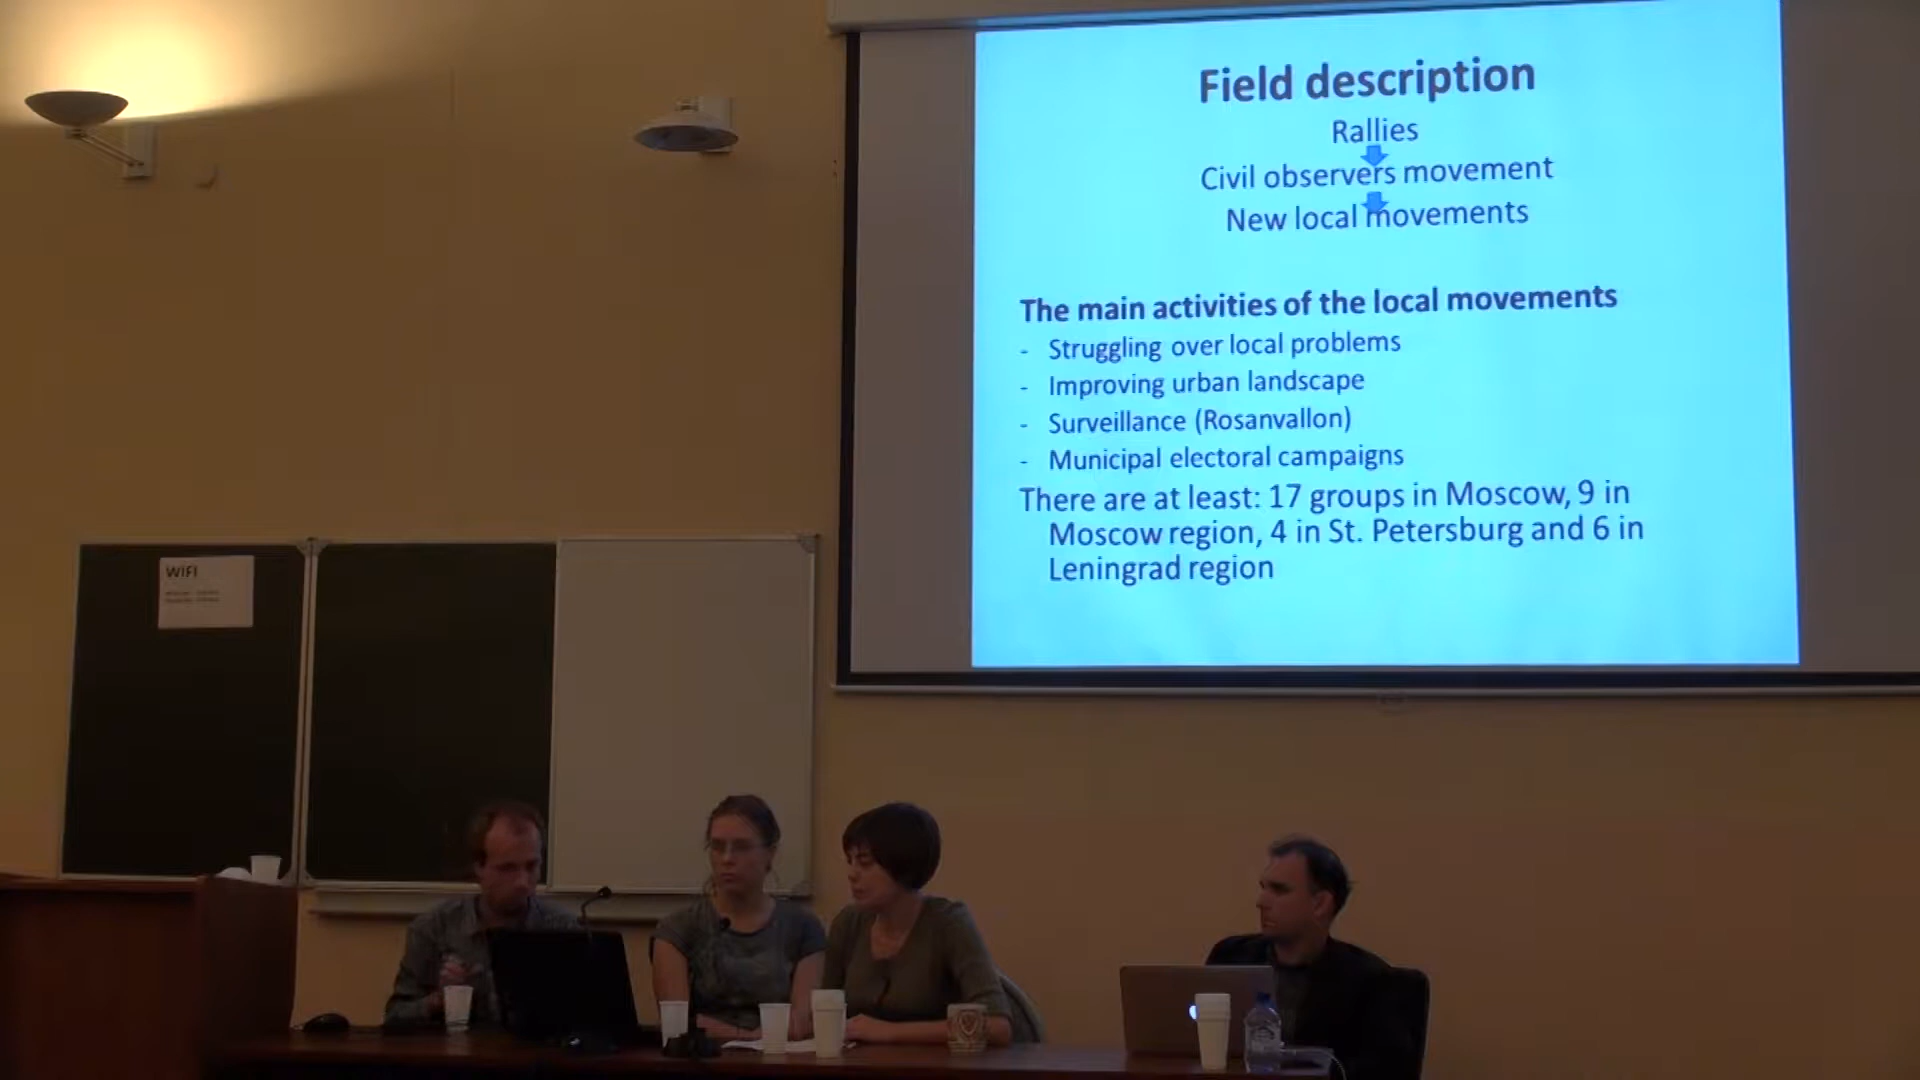 Field description
Rallies
Civil observers movement
New local movements
The main activities of the local movements
- Struggling over local problems
- Improving urban landscape
- Surveillance (Rosanvallon)
- Municipal electoral campaigns
There are at least: 17 groups in Moscow, 9 in
Moscow region, 4 in St. Petersburg and 6 in
Leningrad region
WIFI